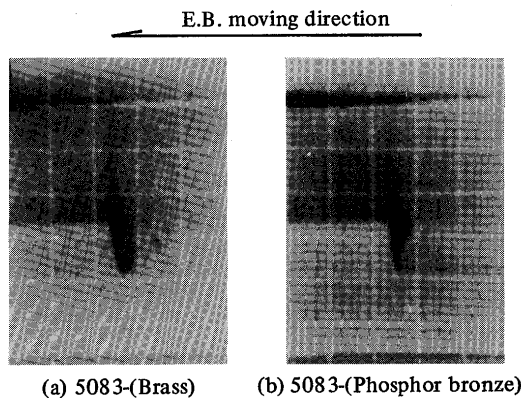 E.B. moving direction
(a) 5083-(Brass)
(b) 5083-(Phosphor bronze)